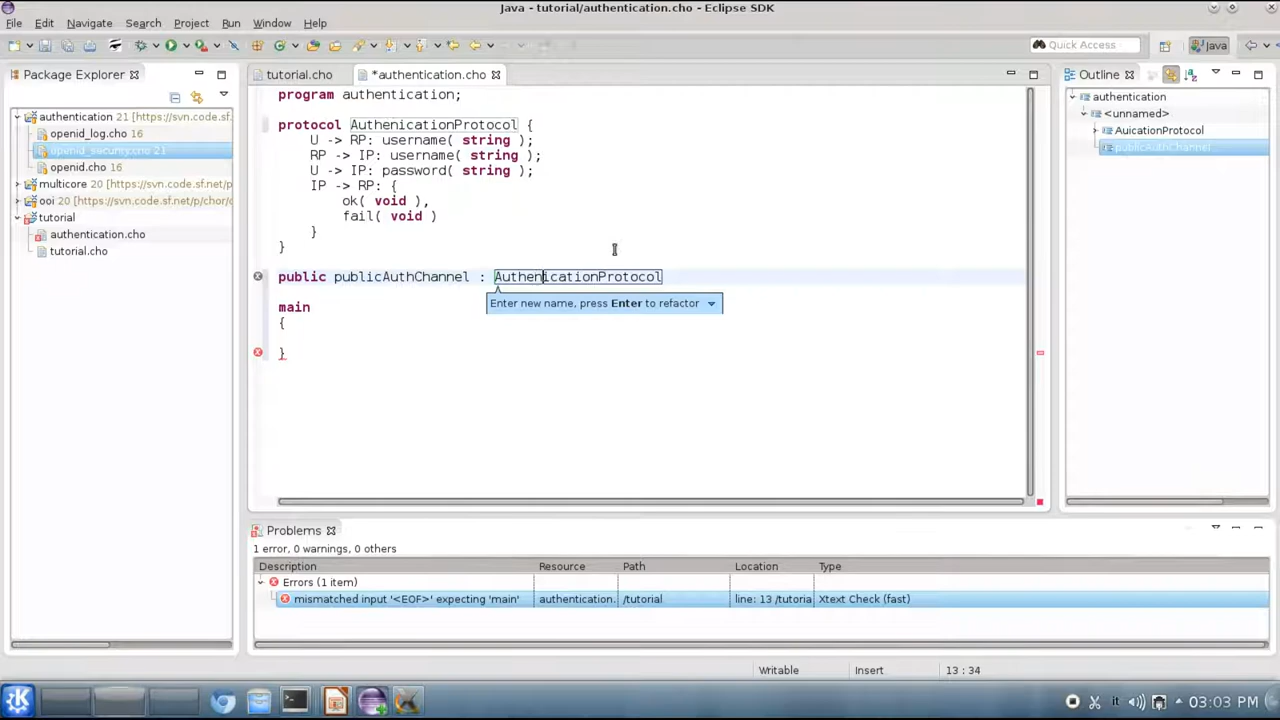 Java - tutorial/authentication.cho - Eclipse SDK
File Edit Navigate Search Project Run Window Help
Quick Access
Java
Package Explorer
authentication 21 [https://svn.code.sf.
openid_log.cho 16
openid_security.cho 21
openid.cho 16
multicore 20 [https://svn.code.sf.net/p
ooi 20 [https://svn.code.sf.net/p/chor/c
tutorial
authentication.cho
tutorial.cho
tutorial.cho
*authentication.cho
program authentication;
protocol AuthenicationProtocol {
U -> RP: username( string );
RP -> IP: username( string );
U -> IP: password( string );
IP -> RP: {
ok( void ),
fail( void )
}
}
public publicAuthChannel : AuthenicationProtocol
Enter new name, press Enter to refactor
main
{
}
Outline
authentication
<unnamed>
AuicationProtocol
publicAuthChannel
Problems
1 error, 0 warnings, 0 others
Description Resource Path Location Type
Errors (1 item)
mismatched input '<EOF>' expecting 'main' authentication. /tutorial line: 13 /tutoria Xtext Check (fast)
Writable Insert 13 : 34
it 03:03 PM